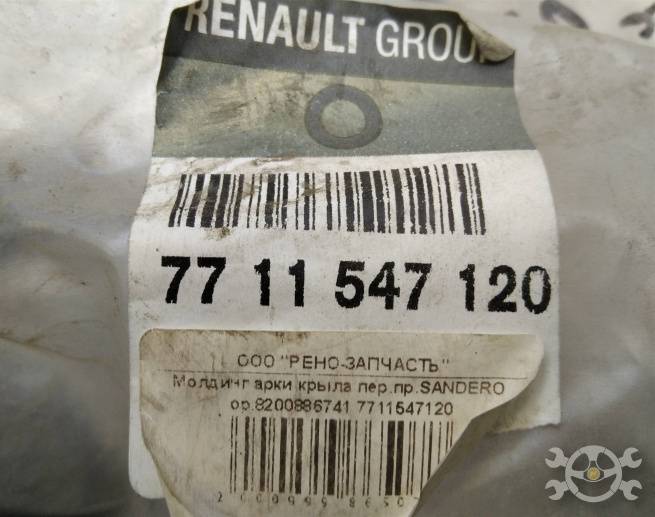 RENAULT GROUP
77 11 547 120
ООО "РЕНО-ЗАПЧАСТЬ"
Молдинг арки крыла пер.пр.SANDERO
ор.8200886741 7711547120